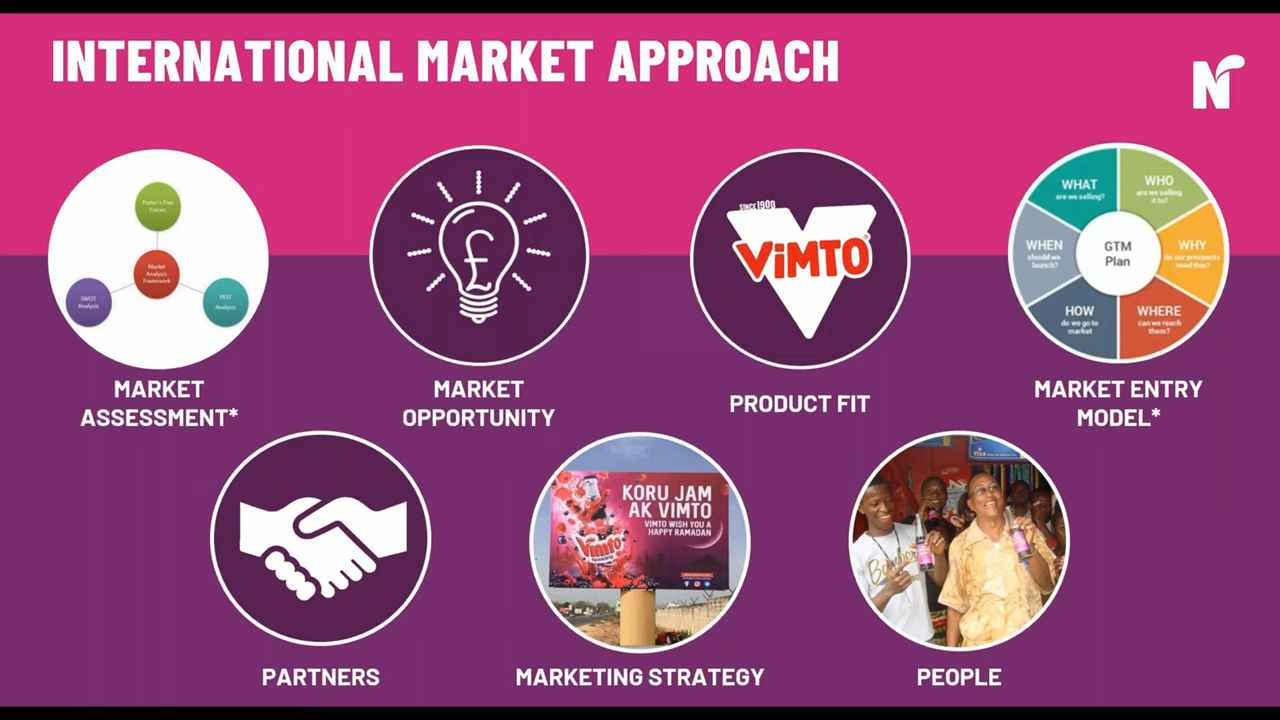 INTERNATIONAL MARKET APPROACH
Porter's Five
Forces
Market
Analysis
Framework
SWOT
Analysis
PEST
Analysis
MARKET
ASSESSMENT*
£
MARKET
OPPORTUNITY
SINCE 1908
ViMTO
PRODUCT FIT
WHAT
are we selling?
WHO
are we selling
it to?
WHEN
should we
launch?
GTM
Plan
WHY
do our prospects
need this?
HOW
do we go to
market
WHERE
can we reach
them?
MARKET ENTRY
MODEL*
PARTNERS
KORU JAM
AK VIMTO
VIMTO WISH YOU A
HAPPY RAMADAN
Vimto
MARKETING STRATEGY
STAR
PEOPLE